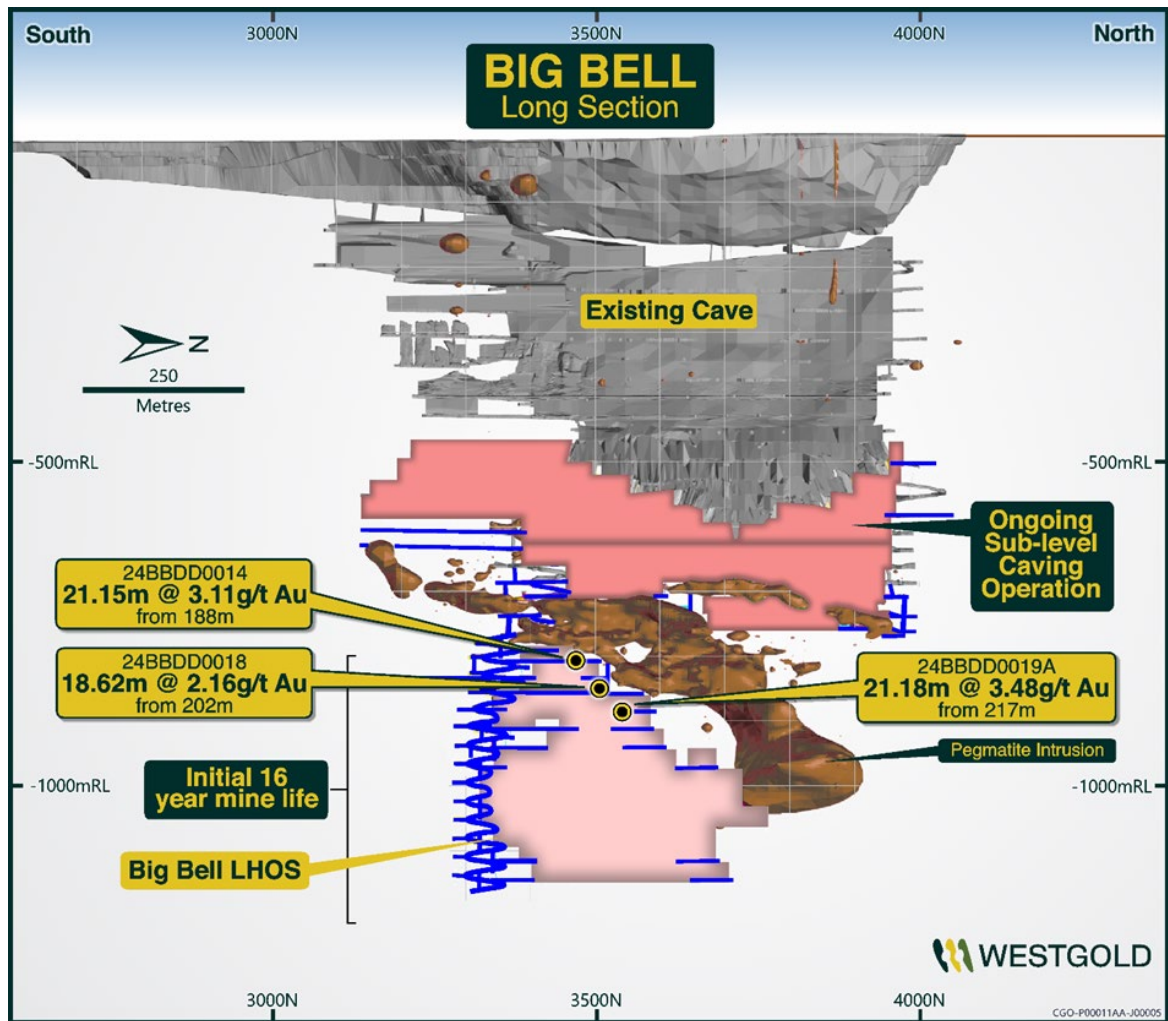 South
3000N
3500N
4000N
North
BIG BELL
Long Section
Existing Cave
N
250
Metres
-500mRL
-500mRL
Ongoing
Sub-level
Caving
Operation
24BBDD0014
21.15m @ 3.11g/t Au
from 188m
24BBDD0018
18.62m @ 2.16g/t Au
from 202m
24BBDD0019A
21.18m @ 3.48g/t Au
from 217m
Pegmatite Intrusion
-1000mRL
-1000mRL
Initial 16
year mine life
Big Bell LHOS
WESTGOLD
3000N
3500N
4000N
CGO-P00011AA-J00005